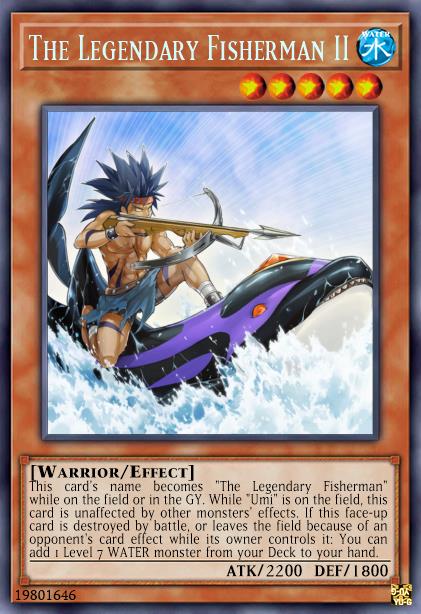 The Legendary Fisherman II
WATER
水
[Warrior/Effect]
This card's name becomes "The Legendary Fisherman"
while on the field or in the GY. While "Umi" is on the field, this
card is unaffected by other monsters' effects. If this face-up
card is destroyed by battle, or leaves the field because of an
opponent's card effect while its owner controls it: You can
add 1 Level 7 WATER monster from your Deck to your hand.
ATK/2200 DEF/1800
19801646